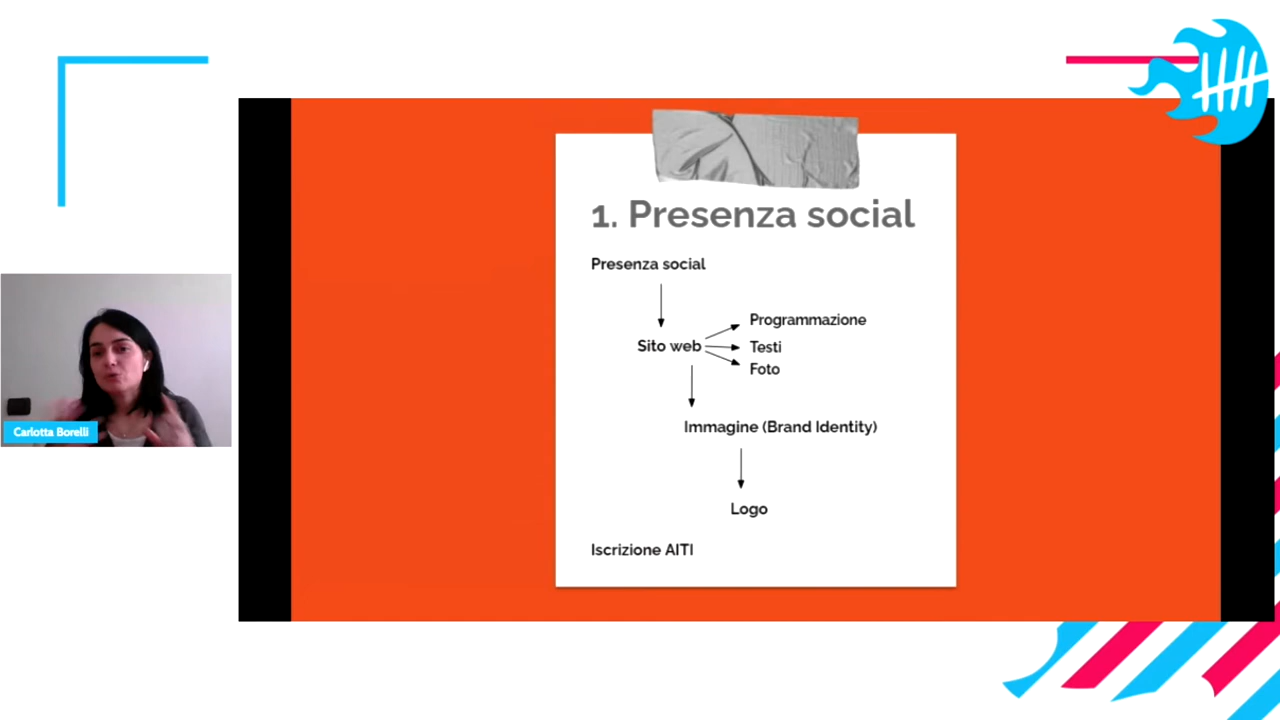 1. Presenza social
Presenza social
Programmazione
Sito web
Testi
Foto
Immagine (Brand Identity)
Logo
Iscrizione AITI
Carlotta Borelli